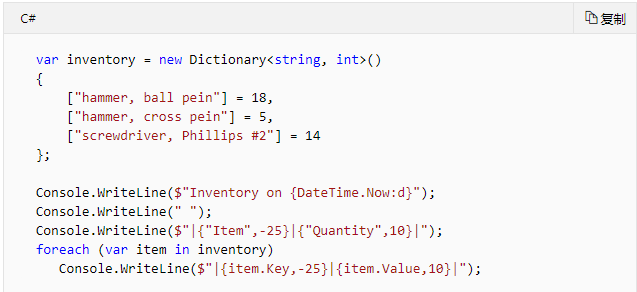 C#
复制
var inventory = new Dictionary<string, int>()
{
    ["hammer, ball pein"] = 18,
    ["hammer, cross pein"] = 5,
    ["screwdriver, Phillips #2"] = 14
};

Console.WriteLine($"Inventory on {DateTime.Now:d}");
Console.WriteLine(" ");
Console.WriteLine($"|{"Item",-25}|{"Quantity",10}|");
foreach (var item in inventory)
   Console.WriteLine($"|{item.Key,-25}|{item.Value,10}|");